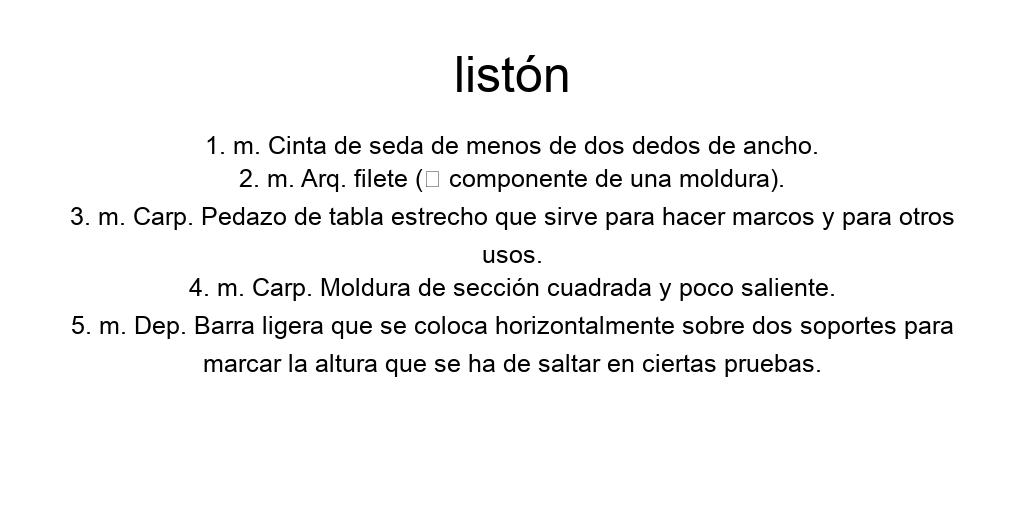 listón
1. m. Cinta de seda de menos de dos dedos de ancho.
2. m. Arq. filete (□ componente de una moldura).
3. m. Carp. Pedazo de tabla estrecho que sirve para hacer marcos y para otros
usos.
4. m. Carp. Moldura de sección cuadrada y poco saliente.
5. m. Dep. Barra ligera que se coloca horizontalmente sobre dos soportes para
marcar la altura que se ha de saltar en ciertas pruebas.